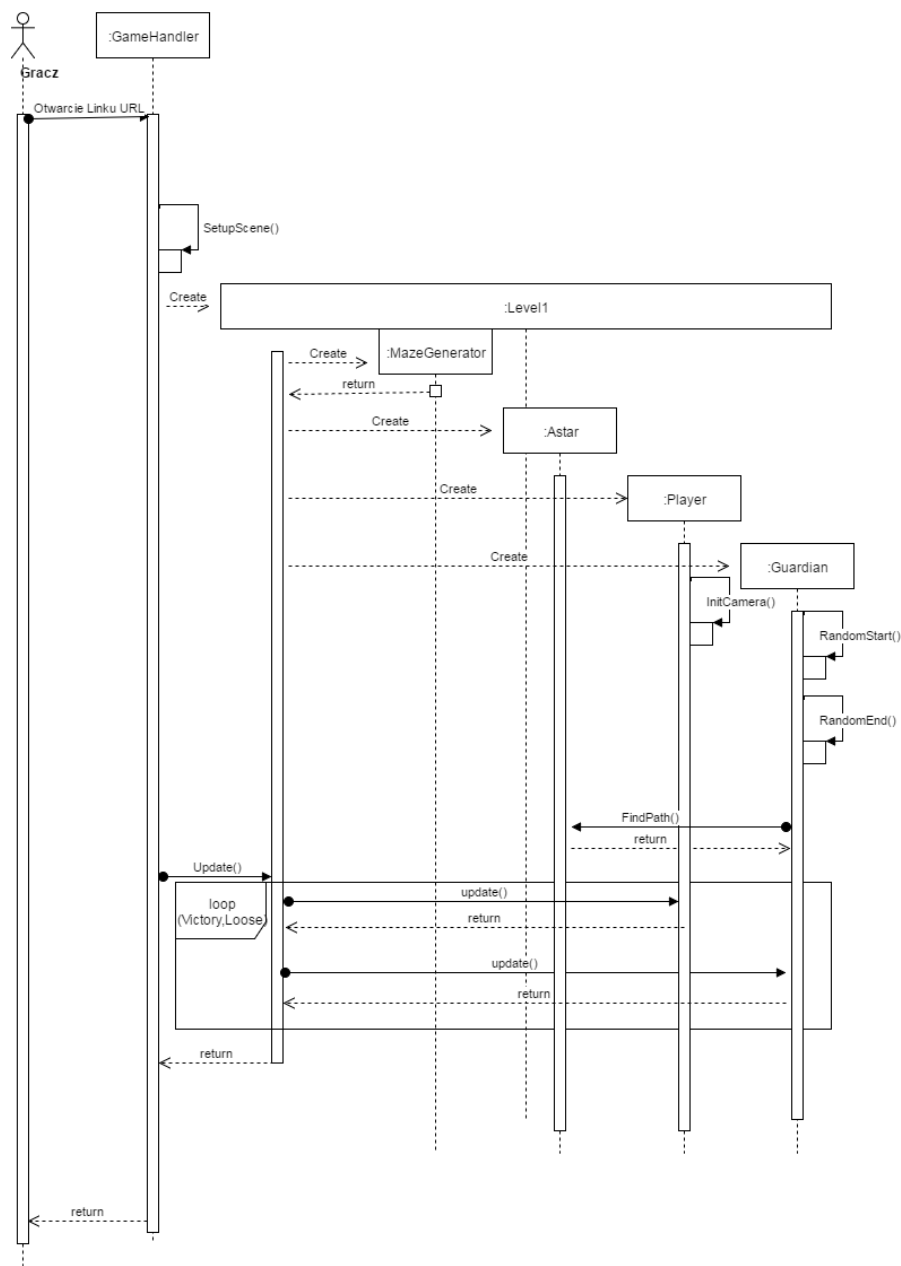 :GameHandler
Gracz
Otwarcie Linku URL
SetupScene()
Create
:Level1
Create
:MazeGenerator
return
Create
:Astar
Create
:Player
Create
:Guardian
InitCamera()
RandomStart()
RandomEnd()
FindPath()
return
Update()
loop
(Victory,Loose)
update()
return
update()
return
return
return